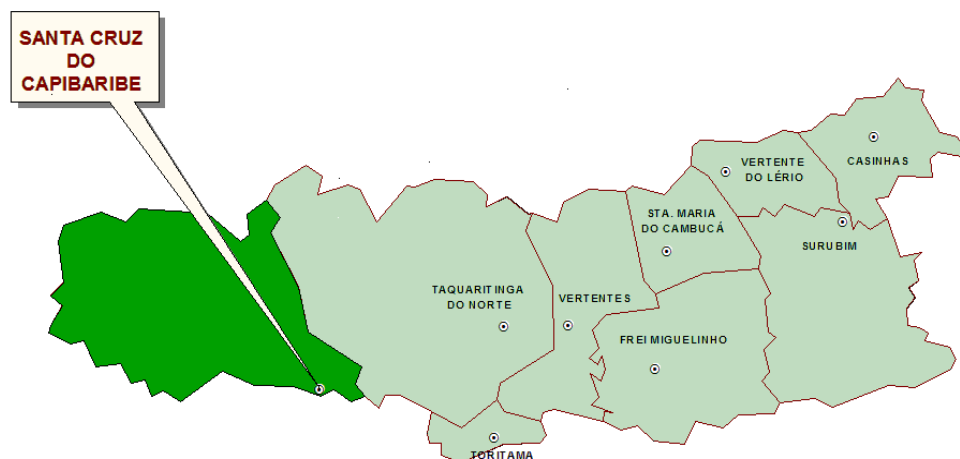 SANTA CRUZ
DO
CAPIBARIBE
VERTENTE
DO LÉRIO
CASINHAS
STA. MARIA
DO CAMBUCÁ
SURUBIM
TAQUARITINGA
DO NORTE
VERTENTES
FREI MIGUELINHO
TORITAMA